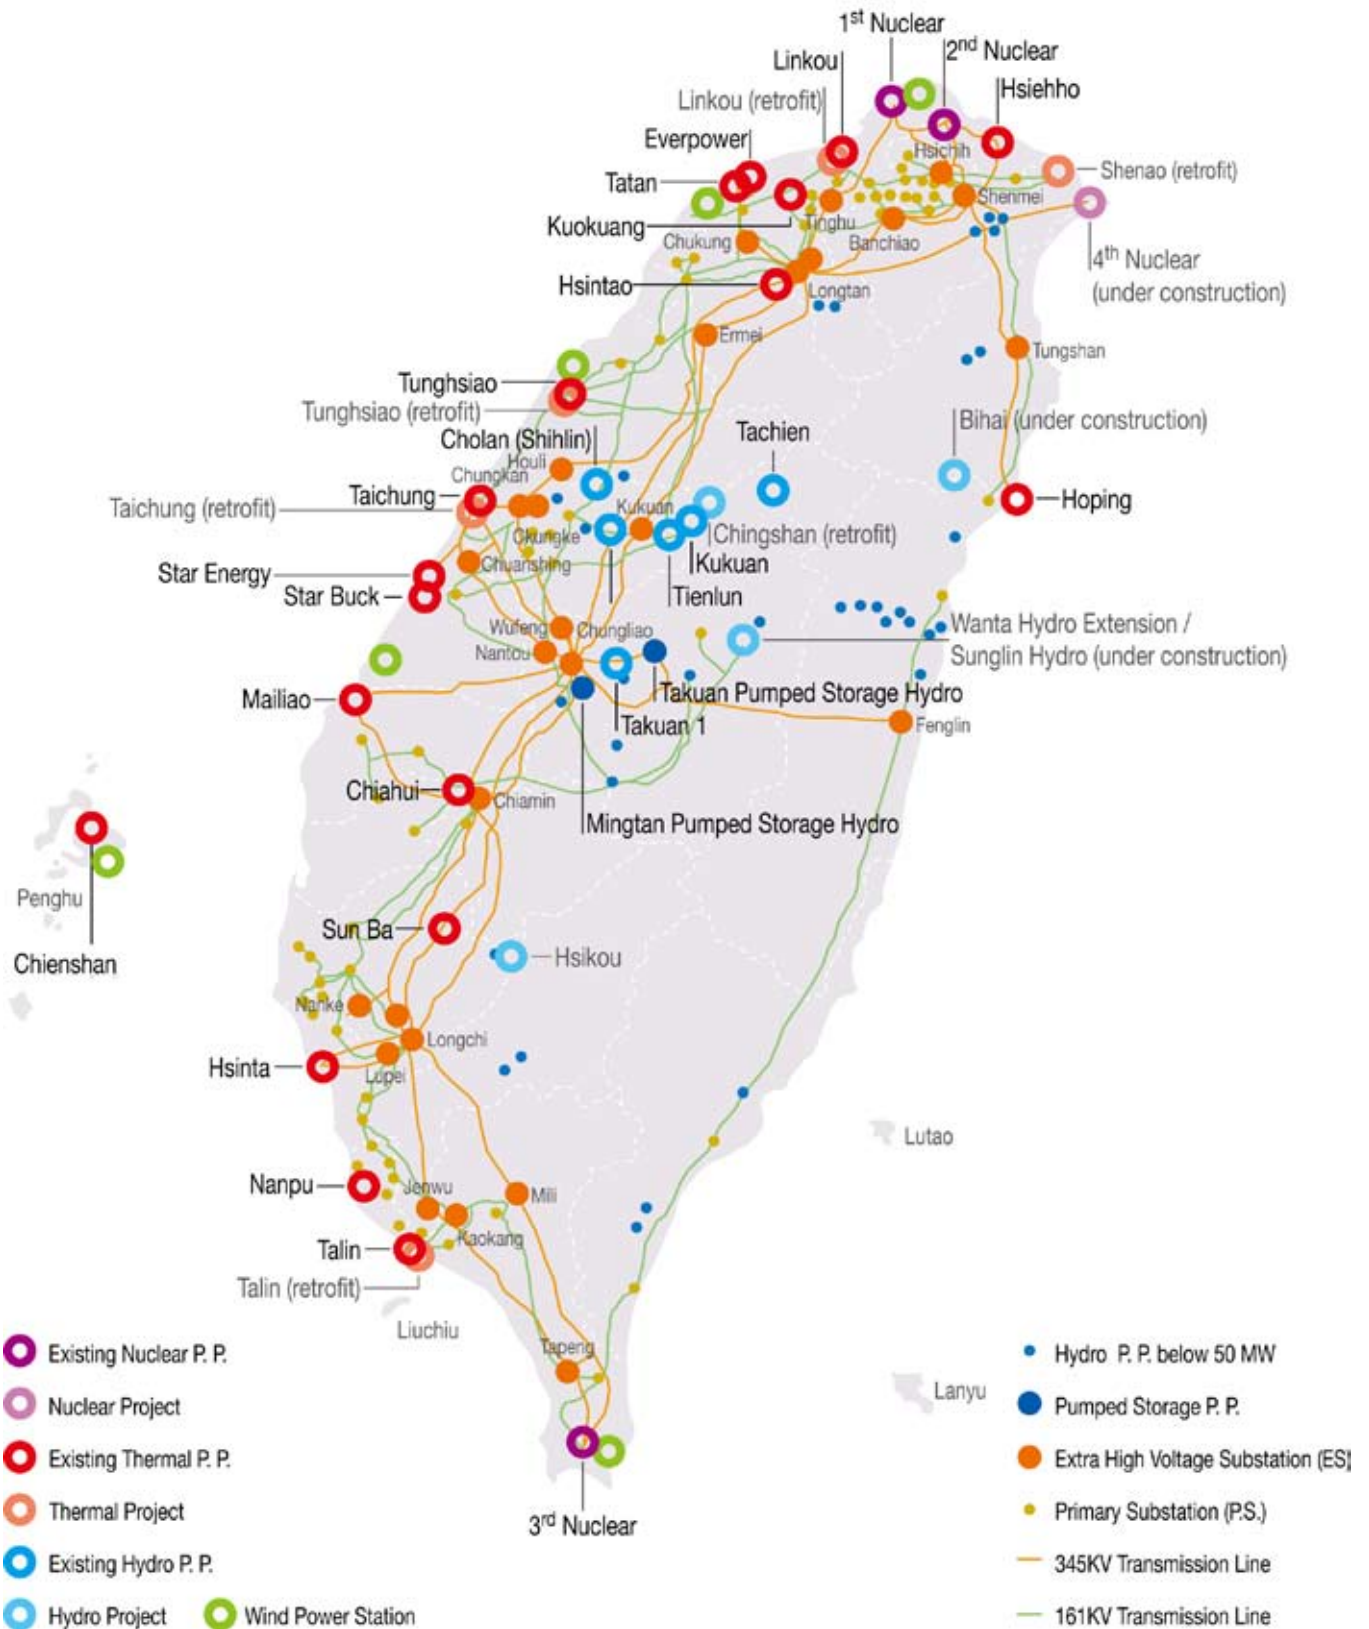 1st Nuclear
2nd Nuclear
Linkou
Hsiehho
Linkou (retrofit)
Everpower
Hsichih
Shenao (retrofit)
Tatan
Shenmei
Kuokuang
Tinghu
Chukung
Banchiao
4th Nuclear
(under construction)
Hsintao
Longtan
Ermei
Tungshan
Tunghsiao
Tunghsiao (retrofit)
Bihai (under construction)
Cholan (Shihlin)
Tachien
Houli
Chungkan
Taichung
Hoping
Taichung (retrofit)
Kukuan
Chungke
Chingshan (retrofit)
Chuanshing
Kukuan
Star Energy
Star Buck
Tienlun
Wufeng
Chungliao
Wanta Hydro Extension /
Sunglin Hydro (under construction)
Nantou
Mailiao
Takuan Pumped Storage Hydro
Takuan 1
Fenglin
Chiahui
Chiamin
Mingtan Pumped Storage Hydro
Penghu
Sun Ba
Hsikou
Chienshan
Nanke
Longchi
Hsinta
Lupei
Lutao
Nanpu
Jenwu
Mili
Kaokang
Talin
Talin (retrofit)
Liuchiu
Tapeng
Lanyu
3rd Nuclear
Existing Nuclear P. P.
Nuclear Project
Existing Thermal P. P.
Thermal Project
Existing Hydro P. P.
Hydro Project
Wind Power Station
Hydro P. P. below 50 MW
Pumped Storage P. P.
Extra High Voltage Substation (ES)
Primary Substation (P.S.)
345KV Transmission Line
161KV Transmission Line